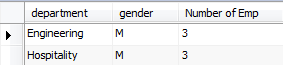 department gender Number of Emp
Engineering M 3
Hospitality M 3